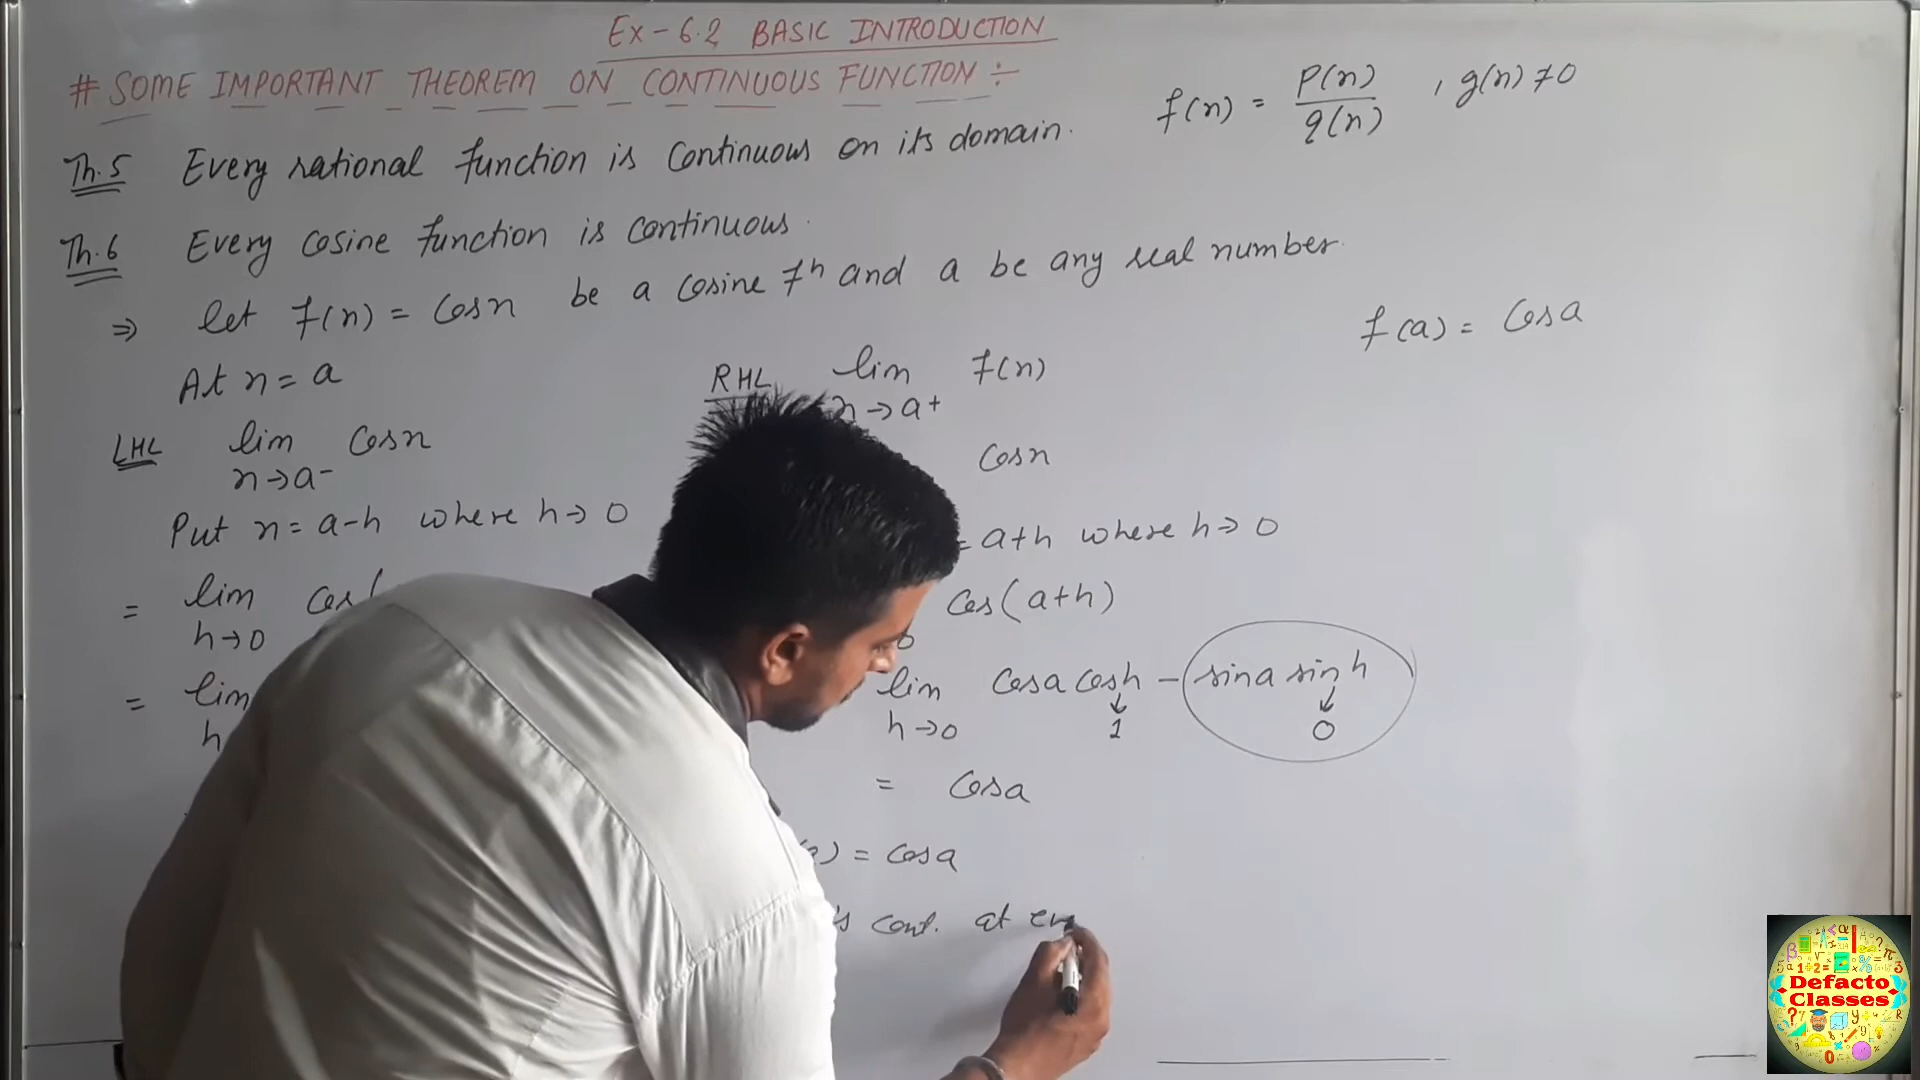 Ex-6.2 BASIC INTRODUCTION
# SOME IMPORTANT THEOREM ON CONTINUOUS FUNCTION ÷
f(n) = P(n)/q(n) , q(n) ≠ 0
Th.5 Every rational function is continuous on its domain.
Th.6 Every cosine function is continuous.
⇒ let f(n) = Cosn be a cosine fn and a be any real number.
At n = a
f(a) = Cosa
LHL lim n→a- Cosn
Put n = a-h where h→0
= lim h→0 Cos(
= lim h
RHL lim n→a+ f(n)
Cosn
= a+h where h→0
Cos(a+h)
lim h→0 Cosa Cosh - sina sinh
1 0
= Cosa
) = Cosa
cont. at
Defacto
Classes